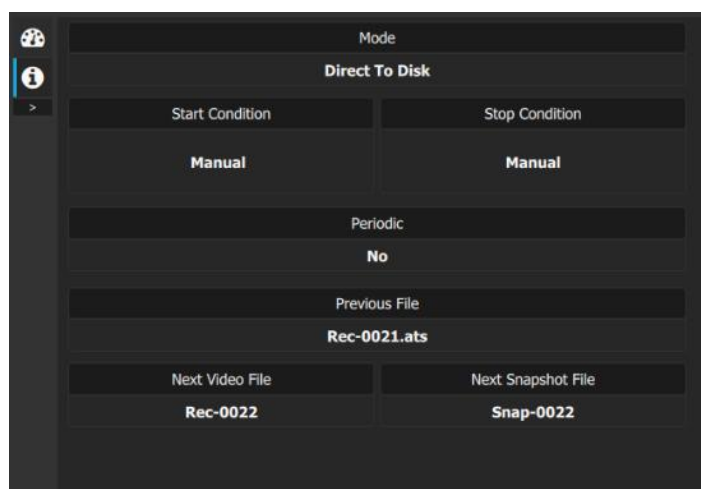 Mode
Direct To Disk
>
Start Condition Stop Condition
Manual Manual
Periodic
No
Previous File
Rec-0021.ats
Next Video File Next Snapshot File
Rec-0022 Snap-0022